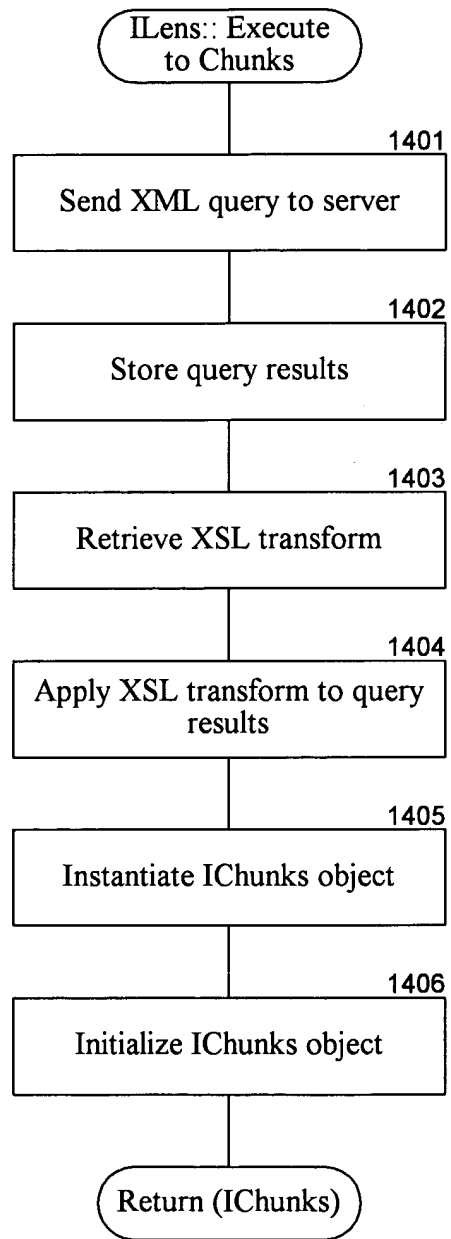 ILens:: Execute
to Chunks
1401
Send XML query to server
1402
Store query results
1403
Retrieve XSL transform
1404
Apply XSL transform to query
results
1405
Instantiate IChunks object
1406
Initialize IChunks object
Return (IChunks)